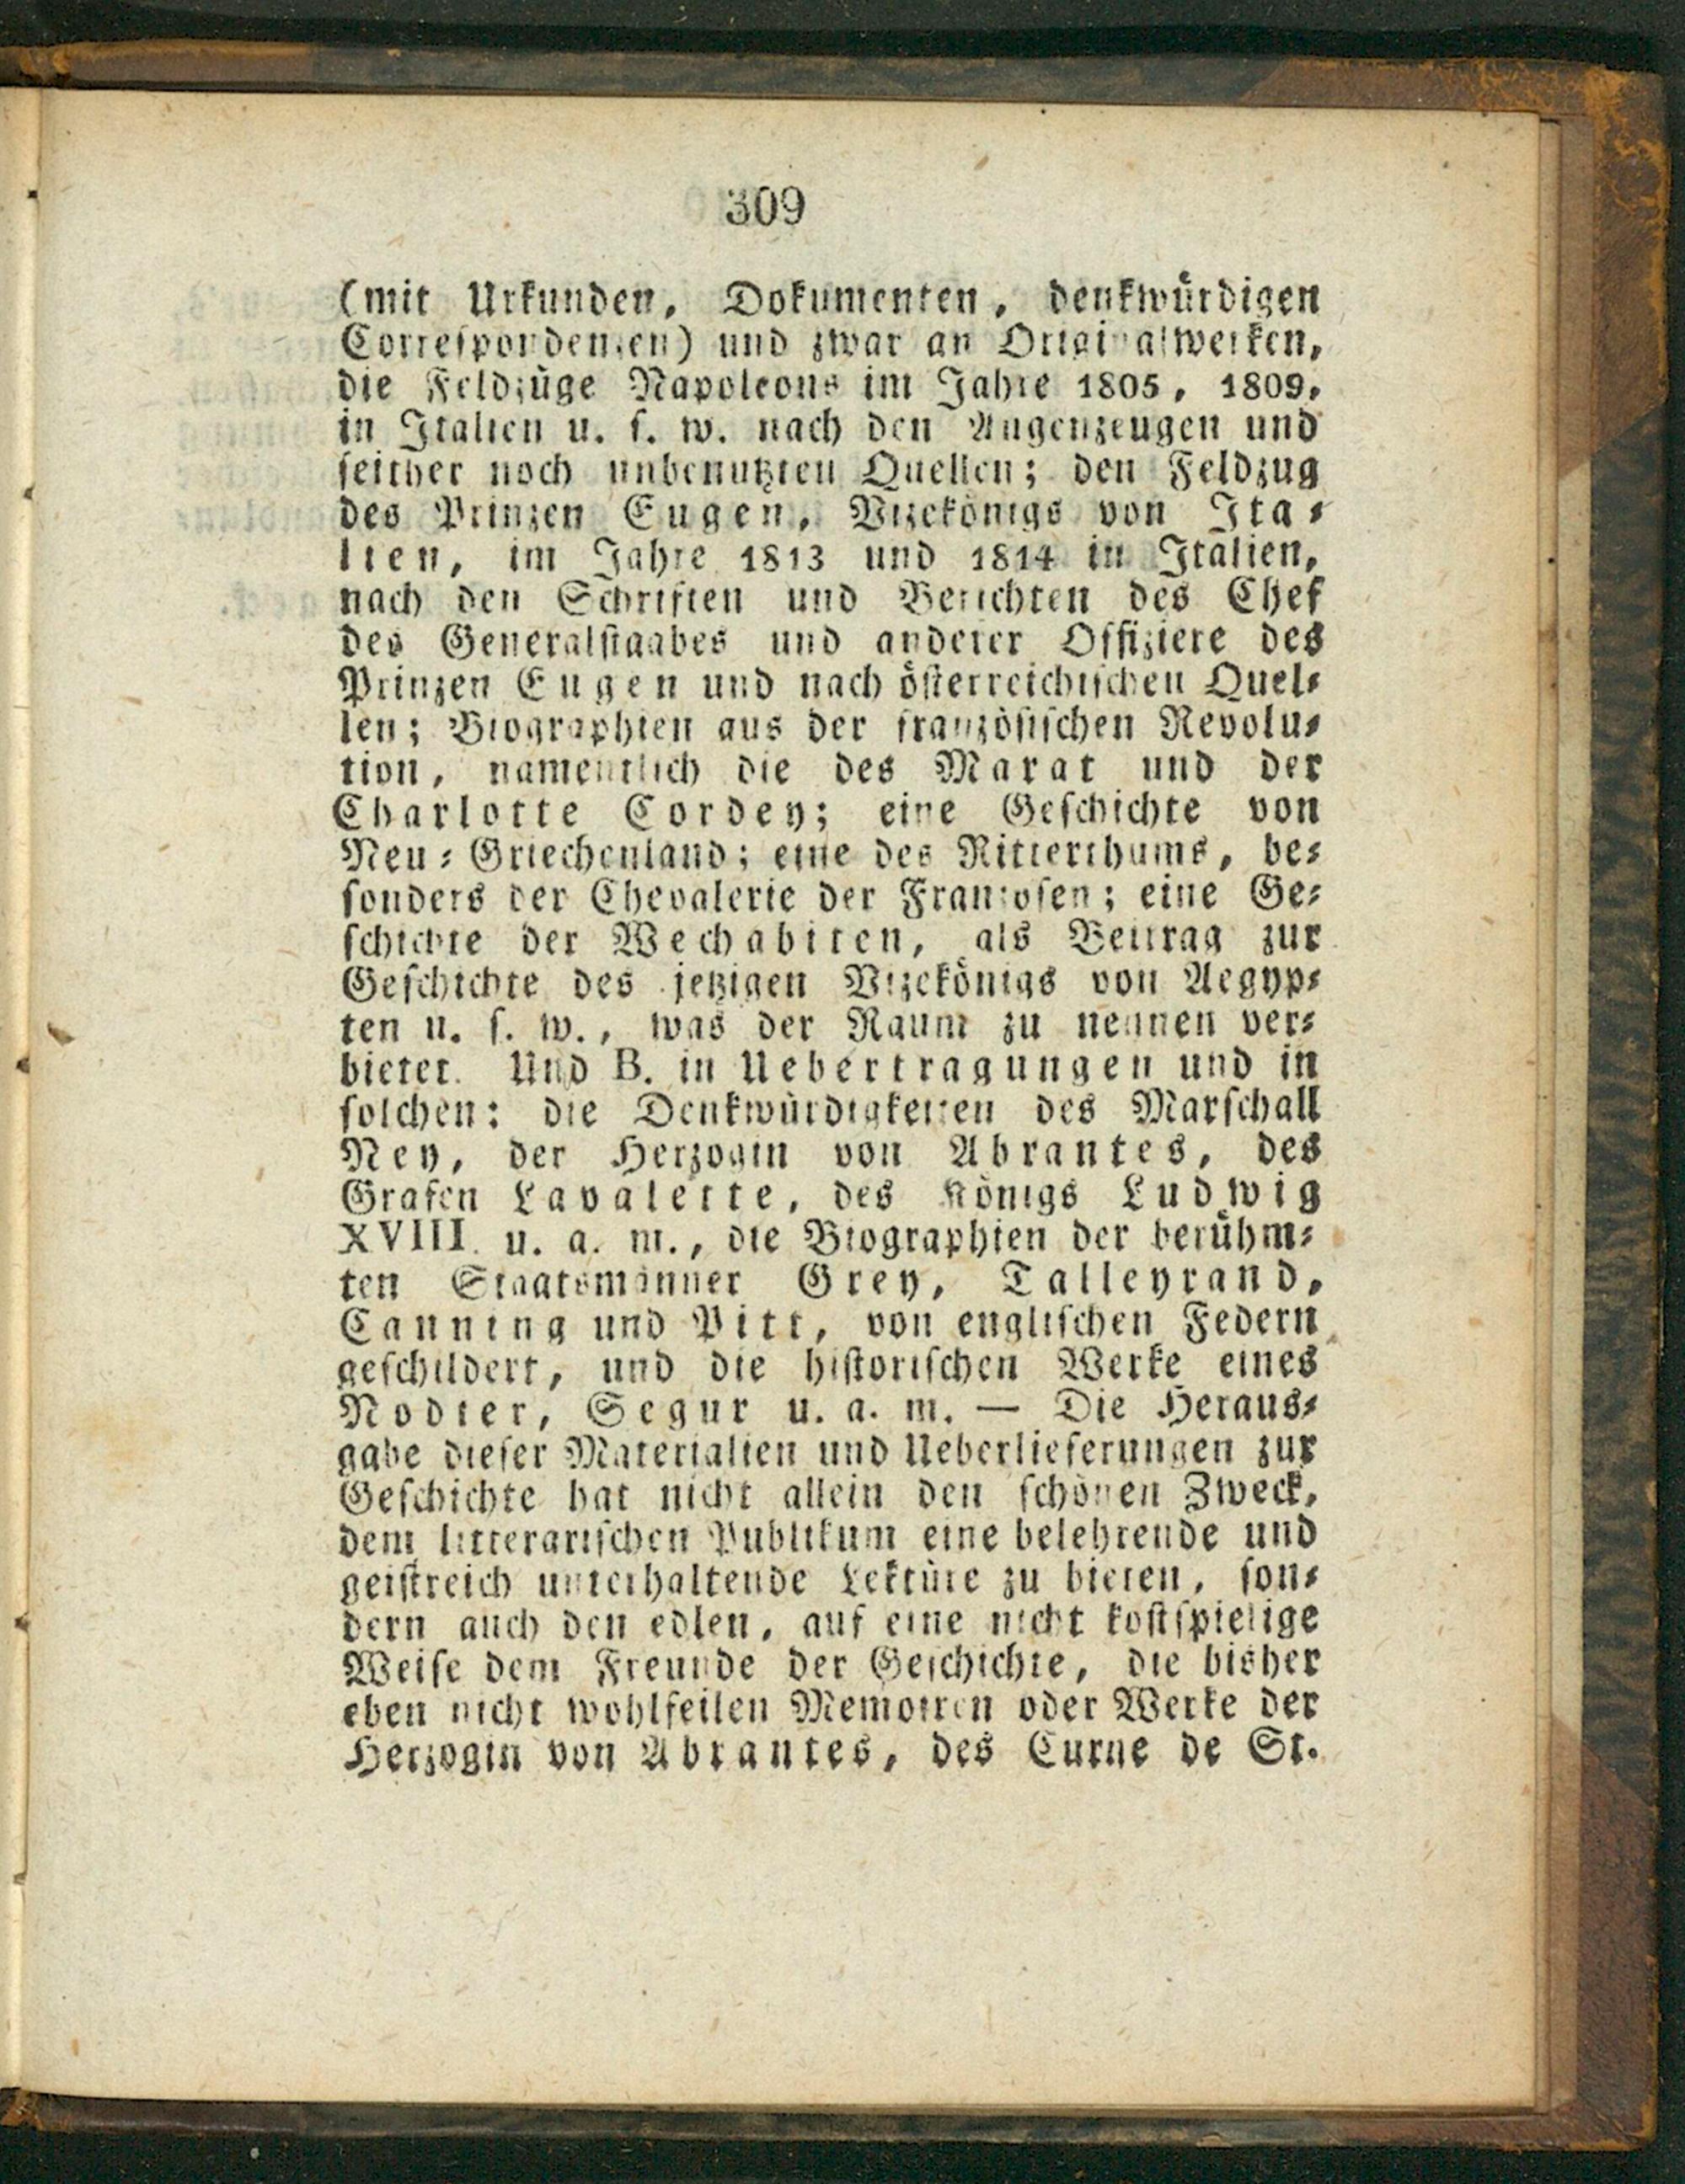 309
(mit Urkunden, Dokumenten, denkwürdigen
Correspondenzen) und zwar an Originalwerken,
die Feldzüge Napoleons im Jahre 1805, 1809,
in Italien u. s. w. nach den Augenzeugen und
seither noch unbenutzten Quellen; den Feldzug
des Prinzen Eugen, Vizekönigs von Ita-
lien, im Jahre 1813 und 1814 in Italien,
nach den Schriften und Berichten des Chef
des Generalstaabes und anderer Offiziere des
Prinzen Eugen und nach österreichischen Quel-
len; Biographien aus der französischen Revolu-
tion, namentlich die des Marat und der
Charlotte Cordey; eine Geschichte von
Neu-Griechenland; eine des Ritterthums, be-
sonders der Chevalerie der Franzosen; eine Ge-
schichte der Wechabiten, als Beitrag zur
Geschichte des jetzigen Vizekönigs von Aegyp-
ten u. s. w., was der Raum zu nennen ver-
bietet. Und B. in Uebertragungen und in
solchen: die Denkwürdigkeiten des Marschall
Ney, der Herzogin von Abrantes, des
Grafen Lavalette, des Königs Ludwig
XVIII. u. a. m., die Biographien der berühm-
ten Staatsmänner Grey, Talleyrand,
Canning und Pitt, von englischen Federn
geschildert, und die historischen Werke eines
Nodier, Segur u. a. m. — Die Heraus-
gabe dieser Materialien und Ueberlieferungen zur
Geschichte hat nicht allein den schönen Zweck,
dem litterarischen Publikum eine belehrende und
geistreich unterhaltende Lektüre zu bieten, son-
dern auch den edlen, auf eine nicht kostspielige
Weise dem Freunde der Geschichte, die bisher
eben nicht wohlfeilen Memoiren oder Werke der
Herzogin von Abrantes, des Curne de St.